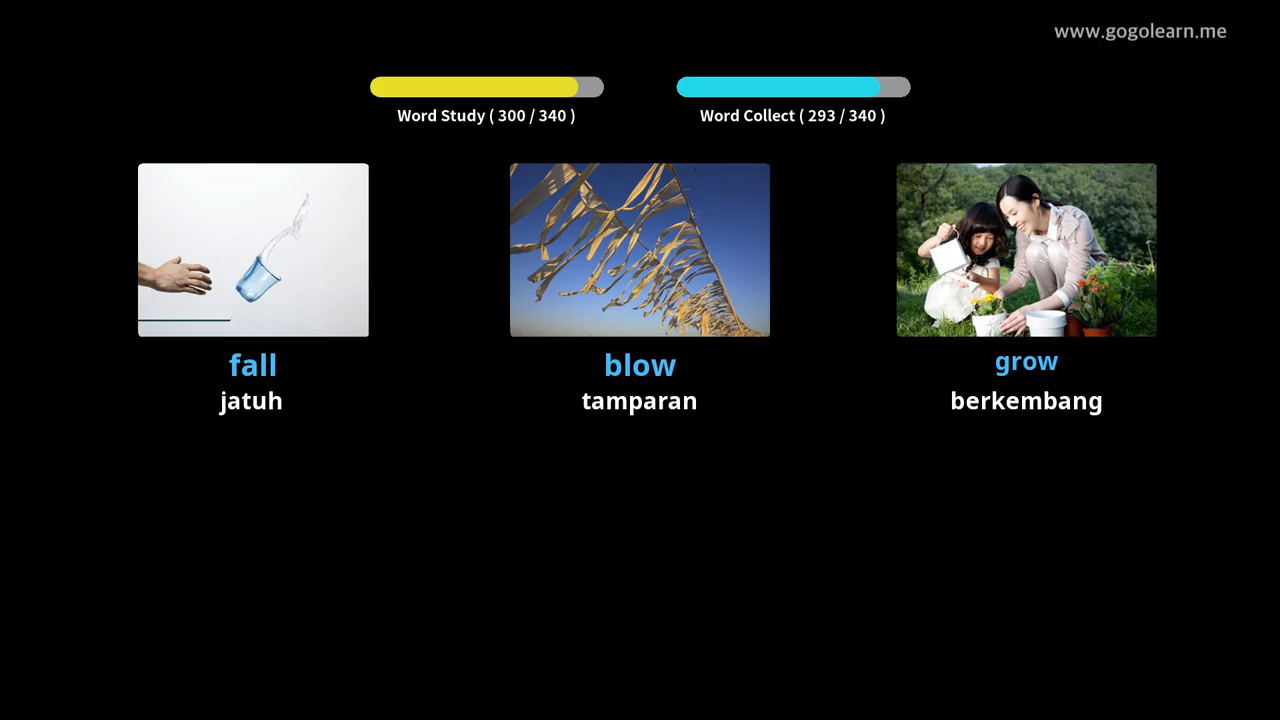 www.gogolearn.me
Word Study ( 300 / 340 )
Word Collect ( 293 / 340 )
fall
jatuh
blow
tamparan
grow
berkembang